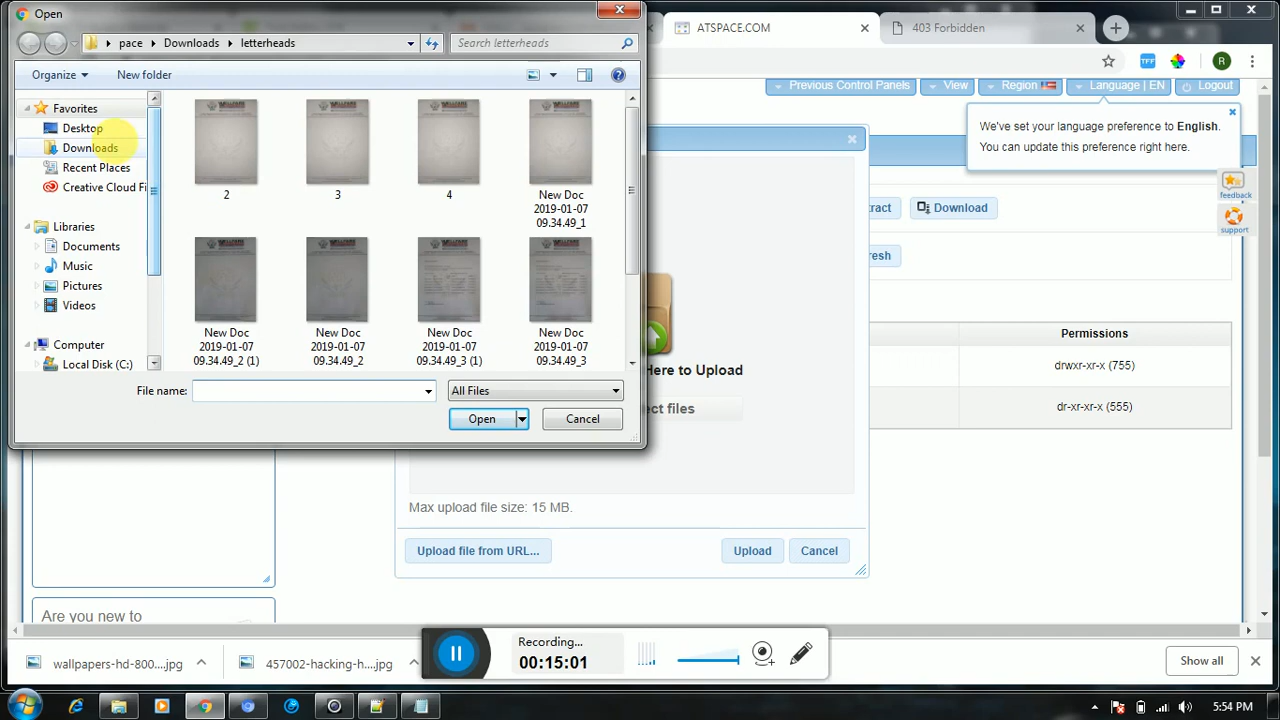 Open
ATSPACE.COM
403 Forbidden
pace
Downloads
letterheads
Search letterheads
Organize
New folder
TFF
R
Previous Control Panels
View
Region
Language | EN
Logout
Favorites
Desktop
Downloads
Recent Places
Creative Cloud Fi
Libraries
Documents
Music
Pictures
Videos
Computer
Local Disk (C:)
2
3
4
New Doc
2019-01-07
09.34.49_1
New Doc
2019-01-07
09.34.49_2 (1)
New Doc
2019-01-07
09.34.49_2
New Doc
2019-01-07
09.34.49_3 (1)
New Doc
2019-01-07
09.34.49_3
File name:
All Files
Open
Cancel
We've set your language preference to English.
You can update this preference right here.
feedback
support
ract
Download
esh
Permissions
drwxr-xr-x (755)
dr-xr-xr-x (555)
Here to Upload
ect files
Max upload file size: 15 MB.
Upload file from URL...
Upload
Cancel
Are you new to
Recording...
00:15:01
wallpapers-hd-800....jpg
457002-hacking-h....jpg
Show all
5:54 PM